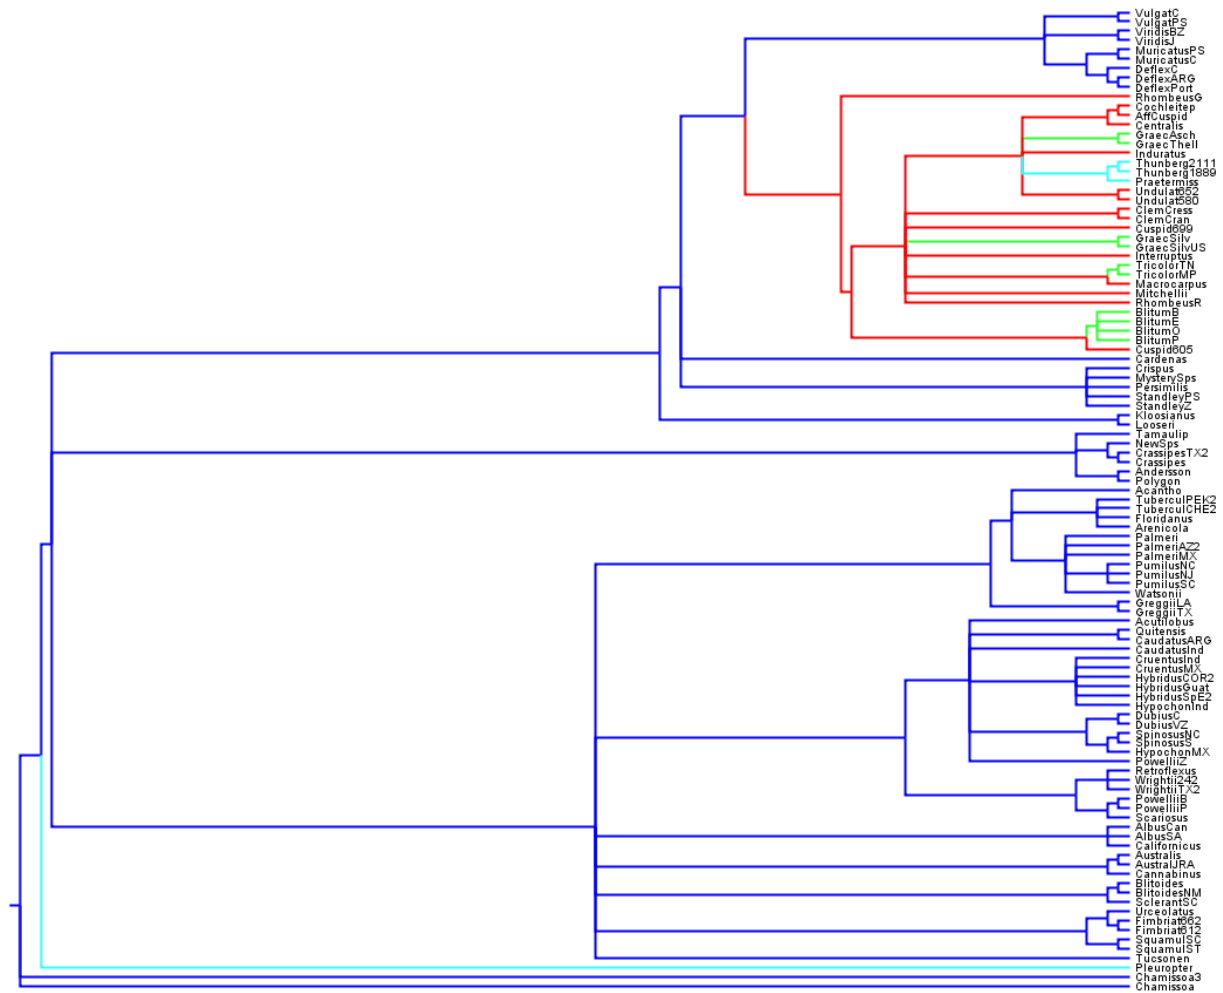 VulgatC
VulgatPS
ViridisBZ
ViridisJ
MuricatusPS
MuricatusC
DeflexC
DeflexARG
DeflexPort
RhombeusG
Cochleitep
AffCuspid
Centralis
GraecAsch
GraecThell
Induratus
Thunberg2111
Thunberg1889
Praetermiss
Undulat652
Undulat580
ClemCress
ClemCran
Cuspid699
GraecSilv
GraecSilvUS
Interruptus
TricolorTN
TricolorMP
Macrocarpus
Mitchellii
RhombeusR
BlitumB
BlitumE
BlitumO
BlitumP
Cuspid605
Cardenas
Crispus
MysterySps
Persimilis
StandleyPS
StandleyZ
Kloosianus
Looseri
Tamaulip
NewSps
CrassipesTX2
Crassipes
Andersson
Polygon
Acantho
TuberculPEK2
TuberculCHE2
Floridanus
Arenicola
Palmeri
PalmeriAZ2
PalmeriMX
PumilusNC
PumilusNJ
PumilusSC
Watsonii
GreggiiLA
GreggiiTX
Acutilobus
Quitensis
CaudatusARG
CaudatusInd
CruentusInd
CruentusMX
HybridusCOR2
HybridusGuat
HybridusSpE2
HypochonInd
DubiusC
DubiusVZ
SpinosusNC
SpinosusS
HypochonMX
PowelliiZ
Retroflexus
Wrightii242
WrightiiTX2
PowelliiB
PowelliiP
Scariosus
AlbusCan
AlbusSA
Californicus
Australis
AustralJRA
Cannabinus
Blitoides
BlitoidesNM
SclerantSC
Urceolatus
Fimbriat662
Fimbriat612
SquamulSC
SquamulST
Tucsonen
Pleuropter
Chamissoa3
Chamissoa